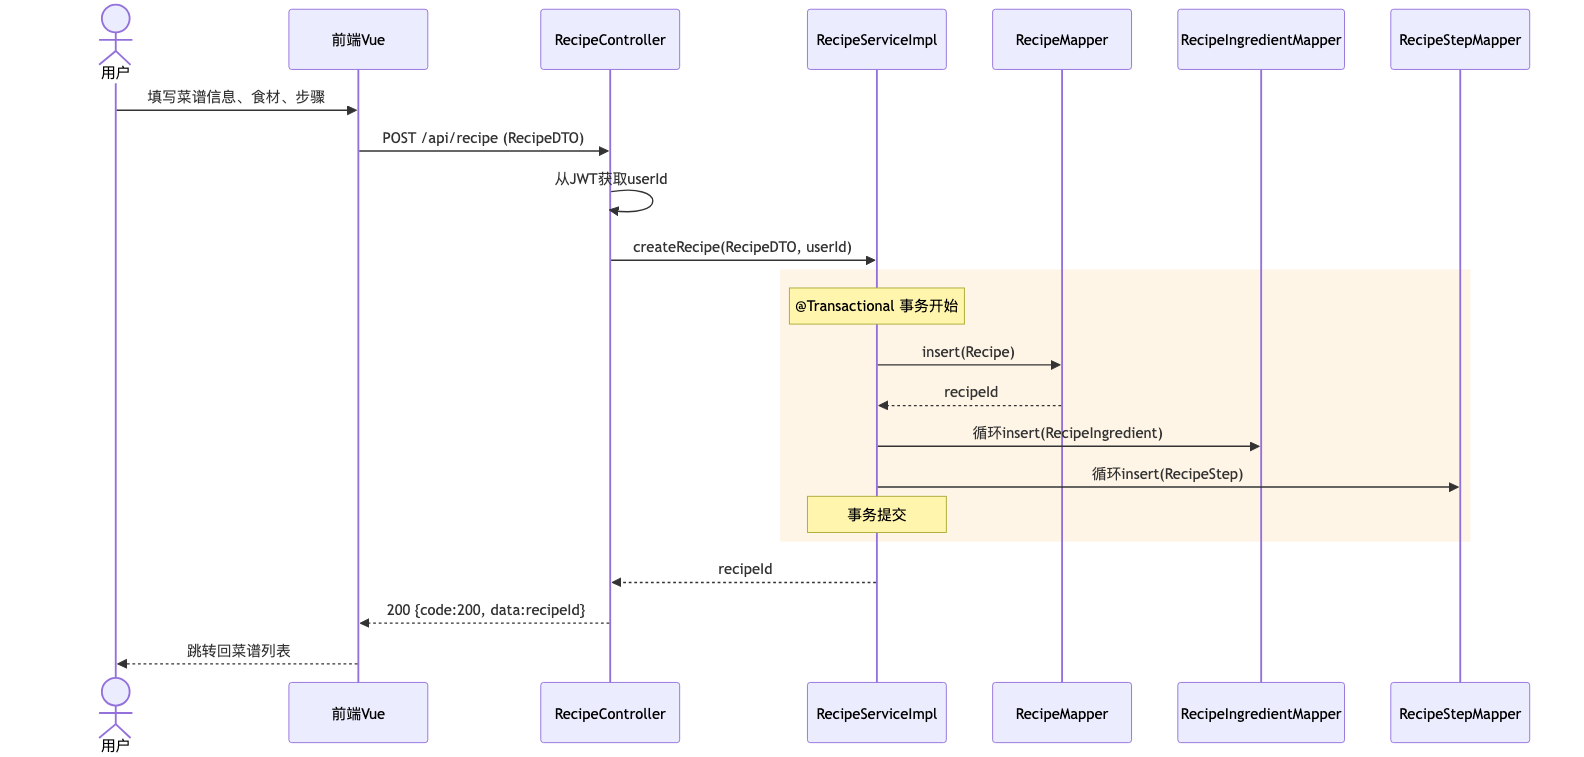 用户
前端Vue
RecipeController
RecipeServiceImpl
RecipeMapper
RecipeIngredientMapper
RecipeStepMapper
填写菜谱信息、食材、步骤
POST /api/recipe (RecipeDTO)
从JWT获取userId
createRecipe(RecipeDTO, userId)
@Transactional 事务开始
insert(Recipe)
recipeId
循环insert(RecipeIngredient)
循环insert(RecipeStep)
事务提交
recipeId
200 {code:200, data:recipeId}
跳转回菜谱列表
用户
前端Vue
RecipeController
RecipeServiceImpl
RecipeMapper
RecipeIngredientMapper
RecipeStepMapper